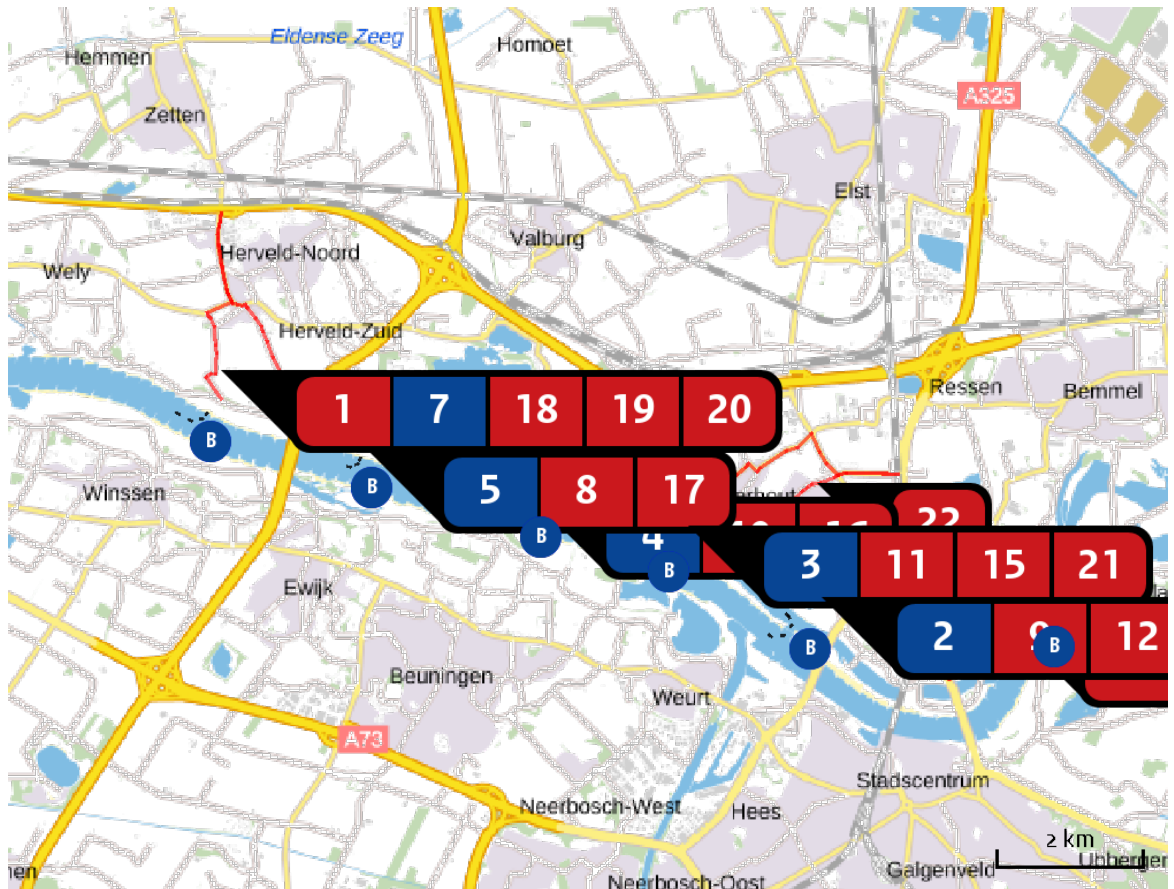 Eldense Zeeg
Homoet
Hemmen
A325
Zetten
Elst
Valburg
Herveld-Noord
Wely
Herveld-Zuid
Ressen
Bemmel
1 7 18 19 20
B
5 8 17
B
Winssen
22
B
4
3 11 15 21
B
Ewijk
2 9 12
B
B
Beuningen
Weurt
A73
Stadscentrum
Neerbosch-West
Hees
2 km
Galgenveld
Neerbosch-Oost